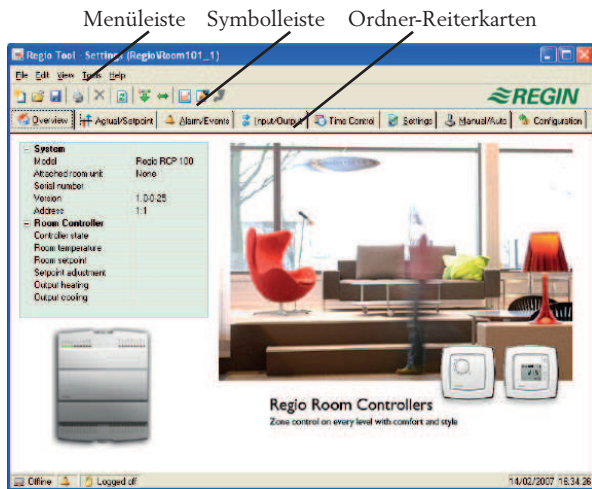 Menüleiste Symbolleiste Ordner-Reiterkarten
Regio Tool - Settings (Regio\Room101_1)
File Edit View Tools Help
REGIN
Overview Actual/Setpoint Alarm/Events Input/Output Time Control Settings Manual/Auto Configuration
System
Model Regio RCP 100
Attached room unit None
Serial number
Version 1.0-0-25
Address 1:1
Room Controller
Controller state
Room temperature
Room setpoint
Setpoint adjustment
Output heating
Output cooling
Regio Room Controllers
Zone control on every level with comfort and style
Offline Logged off 14/02/2007 16:34:26